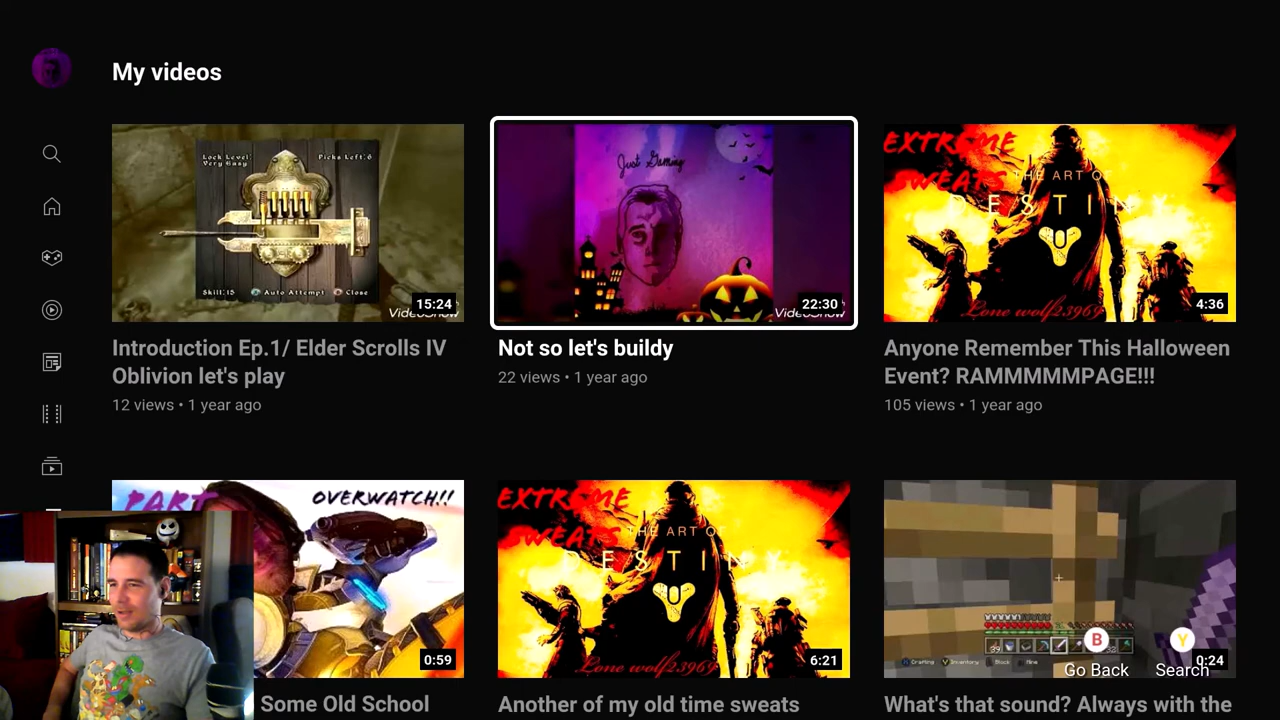 My videos
Lock Level:
Very Easy
Picks Left:6
Skill:15
Auto Attempt
Close
15:24
VideoShow
Introduction Ep.1/ Elder Scrolls IV
Oblivion let's play
12 views • 1 year ago
Just Gaming
22:30
VideoShow
Not so let's buildy
22 views • 1 year ago
EXTREME
SWEATS
THE ART OF
DESTINY
Lone wolf23969
4:36
Anyone Remember This Halloween
Event? RAMMMMMPAGE!!!
105 views • 1 year ago
PART
OVERWATCH!!
0:59
Some Old School
EXTREME
SWEATS
THE ART OF
DESTINY
Lone wolf23969
6:21
Another of my old time sweats
39
Crafting
Inventory
Block
Mine
B
Go Back
Y
Search
0:24
What's that sound? Always with the